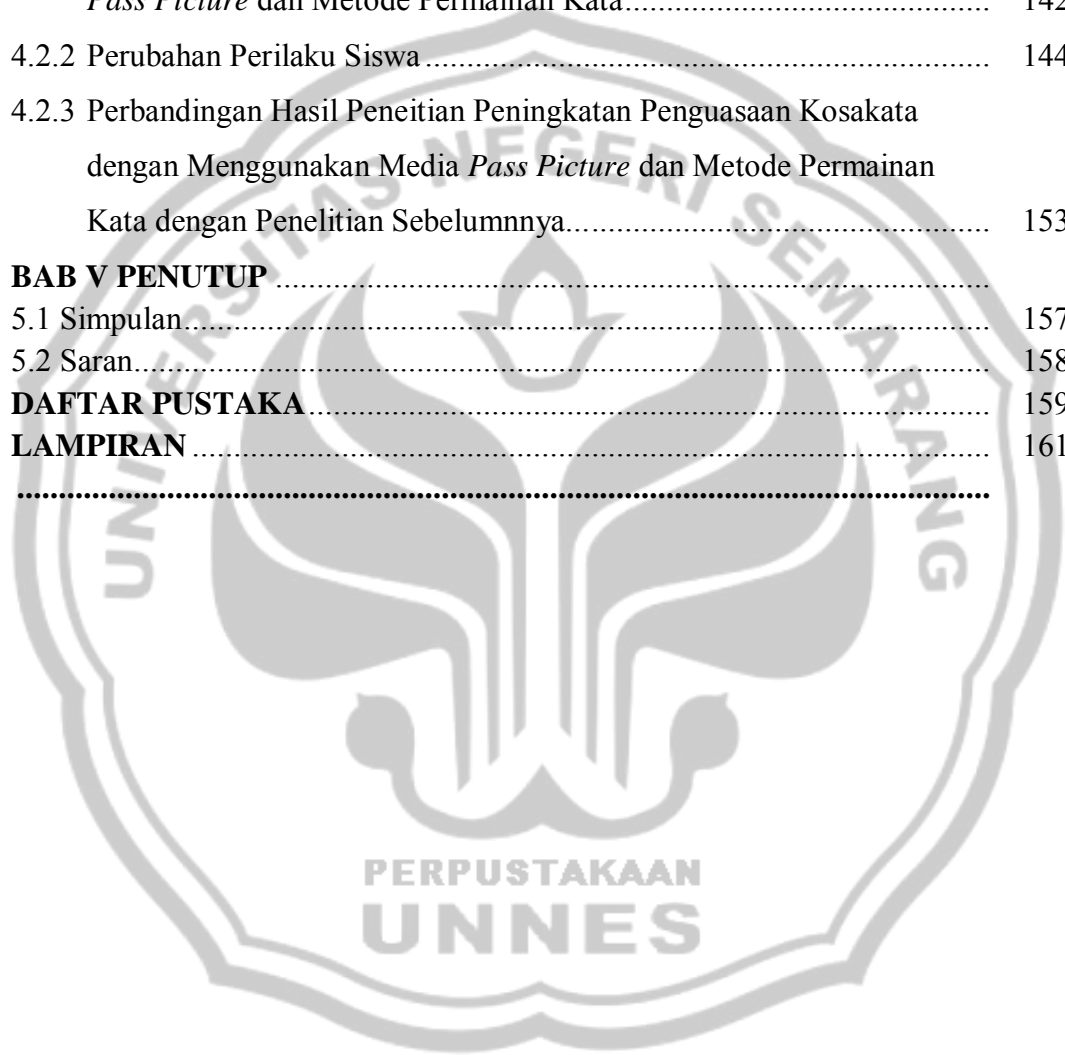 Pass Picture dan Metode Permainan Kata.............................................. 142
4.2.2 Perubahan Perilaku Siswa....................................................................... 144
4.2.3 Perbandingan Hasil Peneitian Peningkatan Penguasaan Kosakata
dengan Menggunakan Media Pass Picture dan Metode Permainan
Kata dengan Penelitian Sebelumnnya..................................................... 153
BAB V PENUTUP ..........................................................................................
5.1 Simpulan..................................................................................................... 157
5.2 Saran........................................................................................................... 158
DAFTAR PUSTAKA..................................................................................... 159
LAMPIRAN .................................................................................................... 161
.....................................................................................................................
UNIVERSITAS NEGERI SEMARANG
PERPUSTAKAAN
UNNES